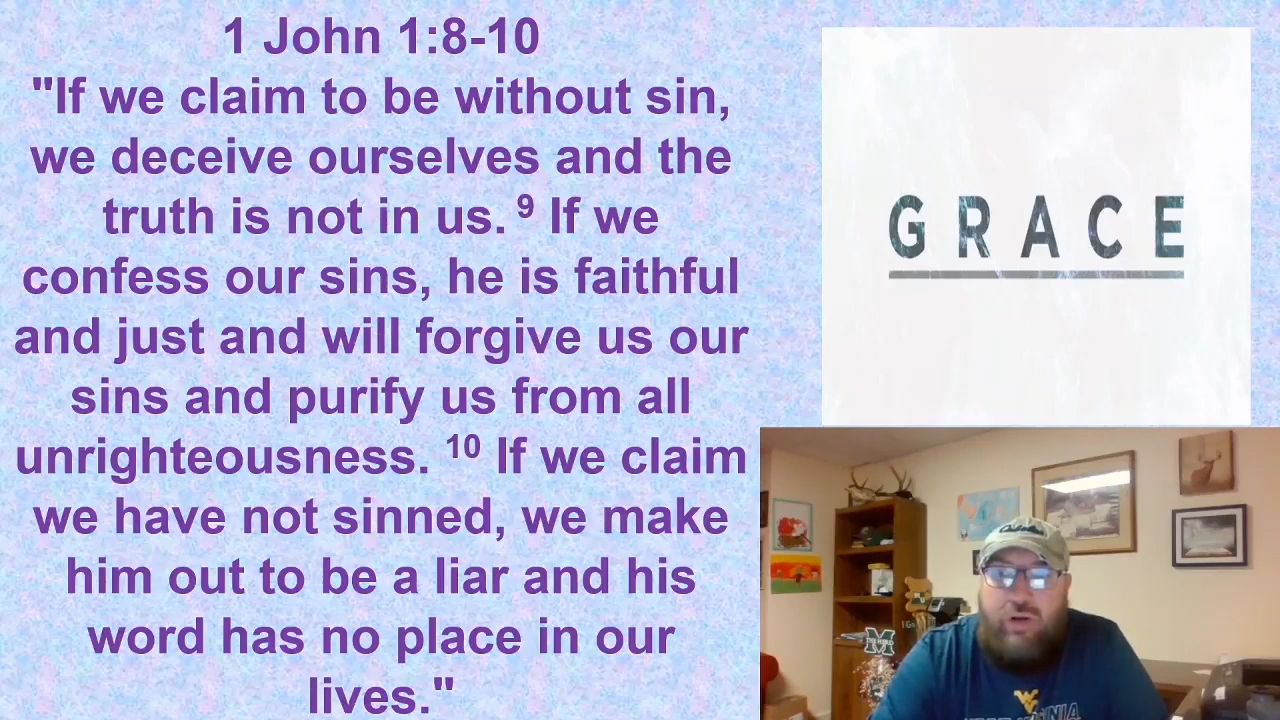 1 John 1:8-10
"If we claim to be without sin,
we deceive ourselves and the
truth is not in us. 9 If we
confess our sins, he is faithful
and just and will forgive us our
sins and purify us from all
unrighteousness. 10 If we claim
we have not sinned, we make
him out to be a liar and his
word has no place in our
lives."
GRACE
THE HERD
M